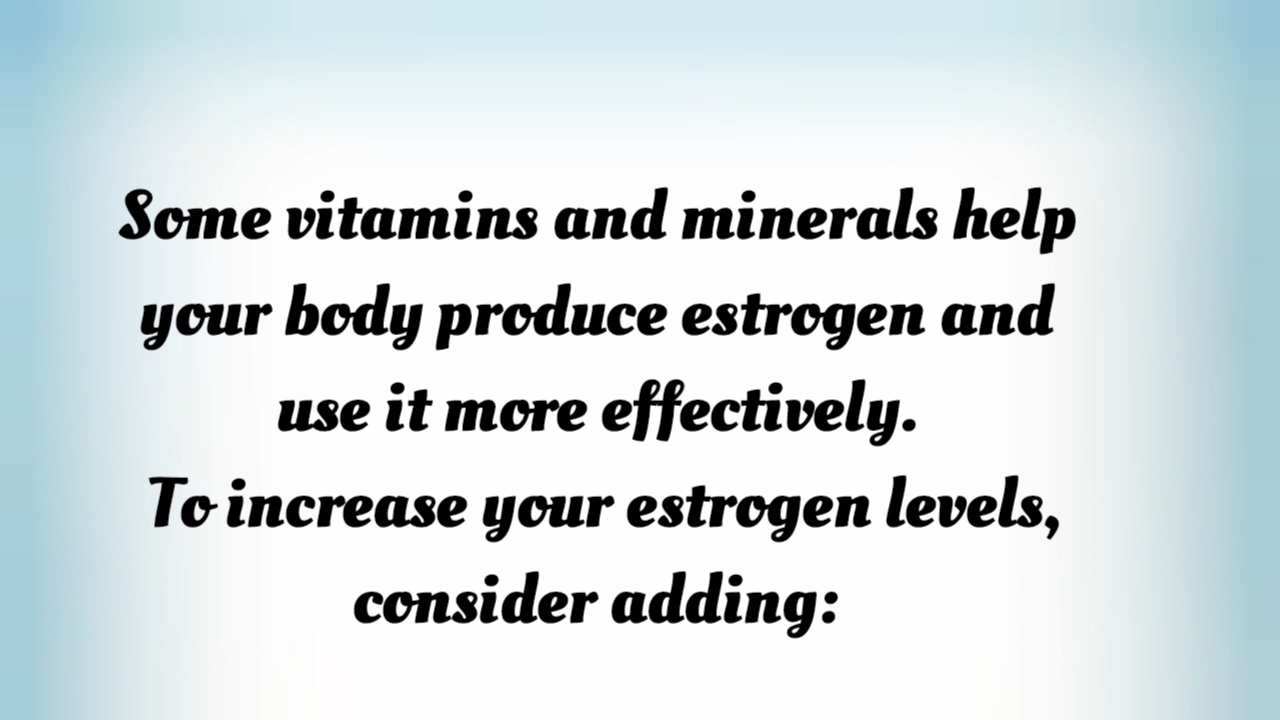 Some vitamins and minerals help
your body produce estrogen and
use it more effectively.
To increase your estrogen levels,
consider adding: